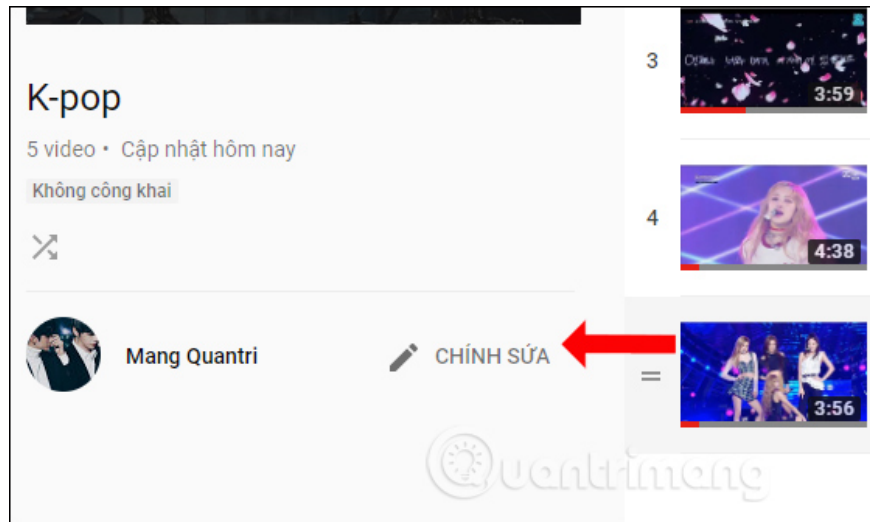 K-pop
5 video • Cập nhật hôm nay
Không công khai
Mang Quantri
CHỈNH SỬA
3
3:59
4
4:38
3:56
Quantrimang